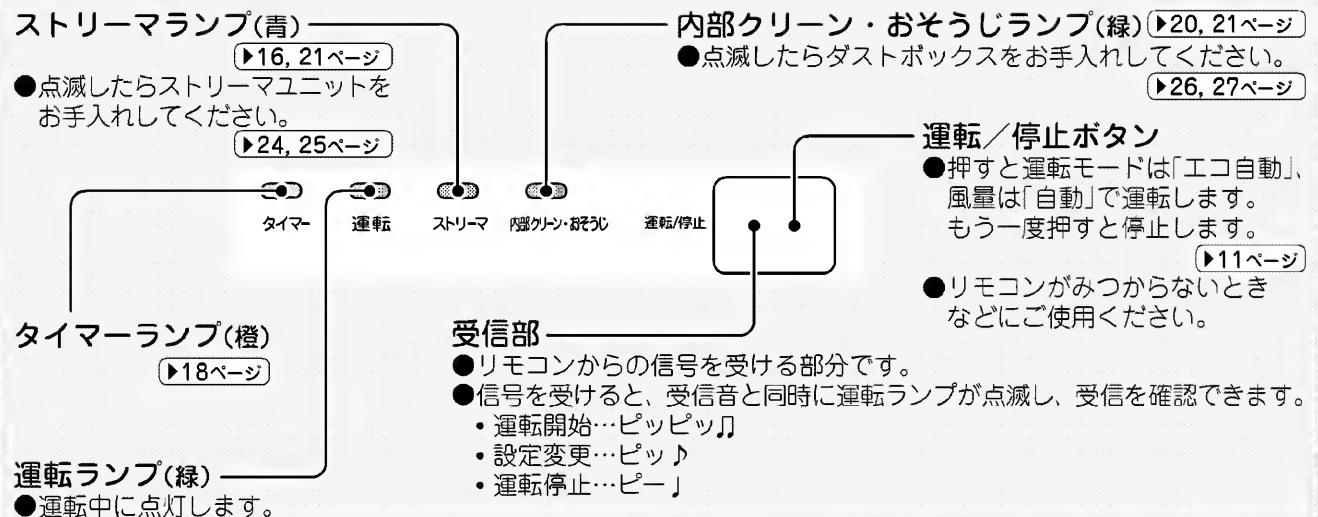 ストリーマランプ(青)
▶16, 21ページ
●点滅したらストリーマユニットを
お手入れしてください。
▶24, 25ページ
内部クリーン・おそうじランプ(緑) ▶20, 21ページ
●点滅したらダストボックスをお手入れしてください。
▶26, 27ページ
運転／停止ボタン
●押すと運転モードは「エコ自動」、
風量は「自動」で運転します。
もう一度押すと停止します。
▶11ページ
●リモコンがみつからないとき
などにご使用ください。
タイマー 運転 ストリーマ 内部クリーン・おそうじ 運転/停止
タイマーランプ(橙)
▶18ページ
受信部
●リモコンからの信号を受ける部分です。
●信号を受けると、受信音と同時に運転ランプが点滅し、受信を確認できます。
・運転開始…ピッピッ♫
・設定変更…ピッ♪
・運転停止…ピー♩
運転ランプ(緑)
●運転中に点灯します。